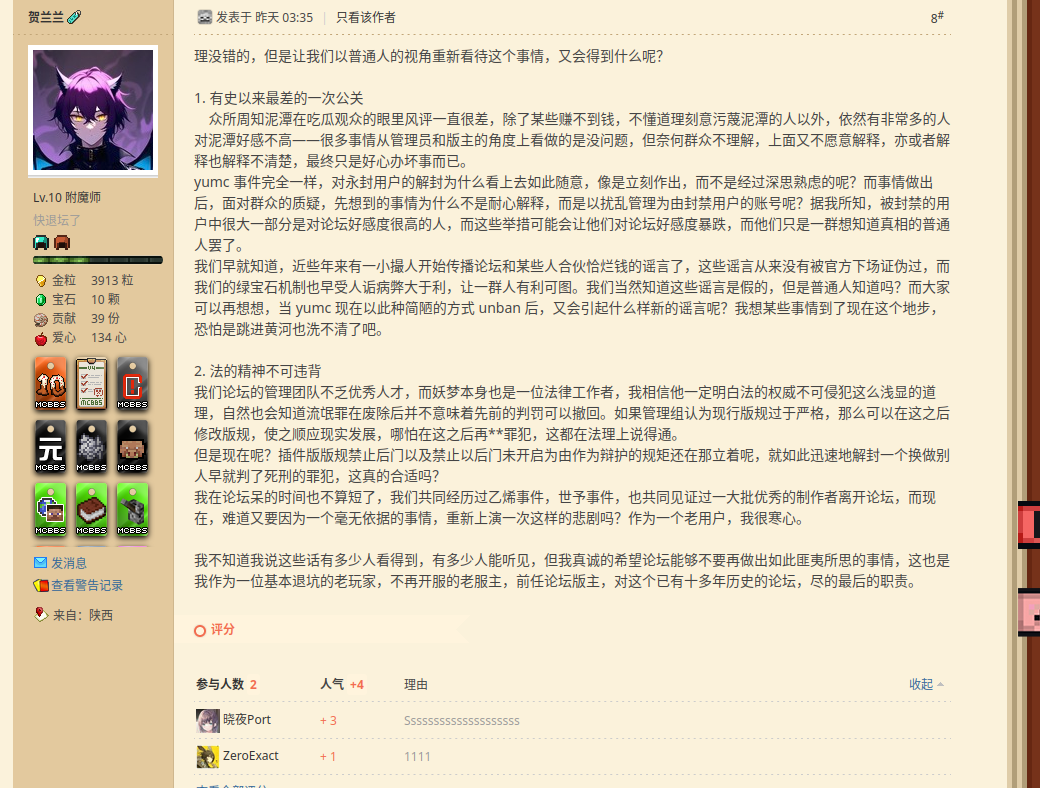 贺兰兰
发表于 昨天 03:35 | 只看该作者
8#
理没错的，但是让我们以普通人的视角重新看待这个事情，又会得到什么呢？
1. 有史以来最差的一次公关
众所周知泥潭在吃瓜观众的眼里风评一直很差，除了某些赚不到钱，不懂道理刻意污蔑泥潭的人以外，依然有非常多的人
对泥潭好感不高一一很多事情从管理员和版主的角度上看做的是没问题，但奈何群众不理解，上面又不愿意解释，亦或者解
释也解释不清楚，最终只是好心办坏事而已。
yumc 事件完全一样，对永封用户的解封为什么看上去如此随意，像是立刻作出，而不是经过深思熟虑的呢？而事情做出
后，面对群众的质疑，先想到的事情为什么不是耐心解释，而是以扰乱管理为由封禁用户的账号呢？据我所知，被封禁的用
户中很大一部分是对论坛好感度很高的人，而这些举措可能会让他们对论坛好感度暴跌，而他们只是一群想知道真相的普通
人罢了。
我们早就知道，近些年来有一小撮人开始传播论坛和某些人合伙恰烂钱的谣言了，这些谣言从来没有被官方下场证伪过，而
我们的绿宝石机制也早受人诟病弊大于利，让一群人有利可图。我们当然知道这些谣言是假的，但是普通人知道吗？而大家
可以再想想，当 yumc 现在以此种简陋的方式 unban 后，又会引起什么样新的谣言呢？我想某些事情到了现在这个地步，
恐怕是跳进黄河也洗不清了吧。
2. 法的精神不可违背
我们论坛的管理团队不乏优秀人才，而妖梦本身也是一位法律工作者，我相信他一定明白法的权威不可侵犯这么浅显的道
理，自然也会知道流氓罪在废除后并不意味着先前的判罚可以撤回。如果管理组认为现行版规过于严格，那么可以在这之后
修改版规，使之顺应现实发展，哪怕在这之后再**罪犯，这都在法理上说得通。
但是现在呢？插件版版规禁止后门以及禁止以后门未开启为由作为辩护的规矩还在那立着呢，就如此迅速地解封一个换做别
人早就判了死刑的罪犯，这真的合适吗？
我在论坛呆的时间也不算短了，我们共同经历过乙烯事件，世予事件，也共同见证过一大批优秀的制作者离开论坛，而现
在，难道又要因为一个毫无依据的事情，重新上演一次这样的悲剧吗？作为一个老用户，我很寒心。
我不知道我说这些话有多少人看得到，有多少人能听见，但我真诚的希望论坛能够不要再做出如此匪夷所思的事情，这也是
我作为一位基本退坑的老玩家，不再开服的老服主，前任论坛版主，对这个已有十多年历史的论坛，尽的最后的职责。
Lv.10 附魔师
快退坛了
金粒 3913 粒
宝石 10 颗
贡献 39 份
爱心 134 心
10 V4 C
MCBBS MCBBS MCBBS
元
MCBBS MCBBS MCBBS
MCBBS MCBBS MCBBS
发消息
查看警告记录
来自：陕西
评分
参与人数 2 人气 +4 理由 收起
晓夜Port + 3 Ssssssssssssssssssss
ZeroExact + 1 1111